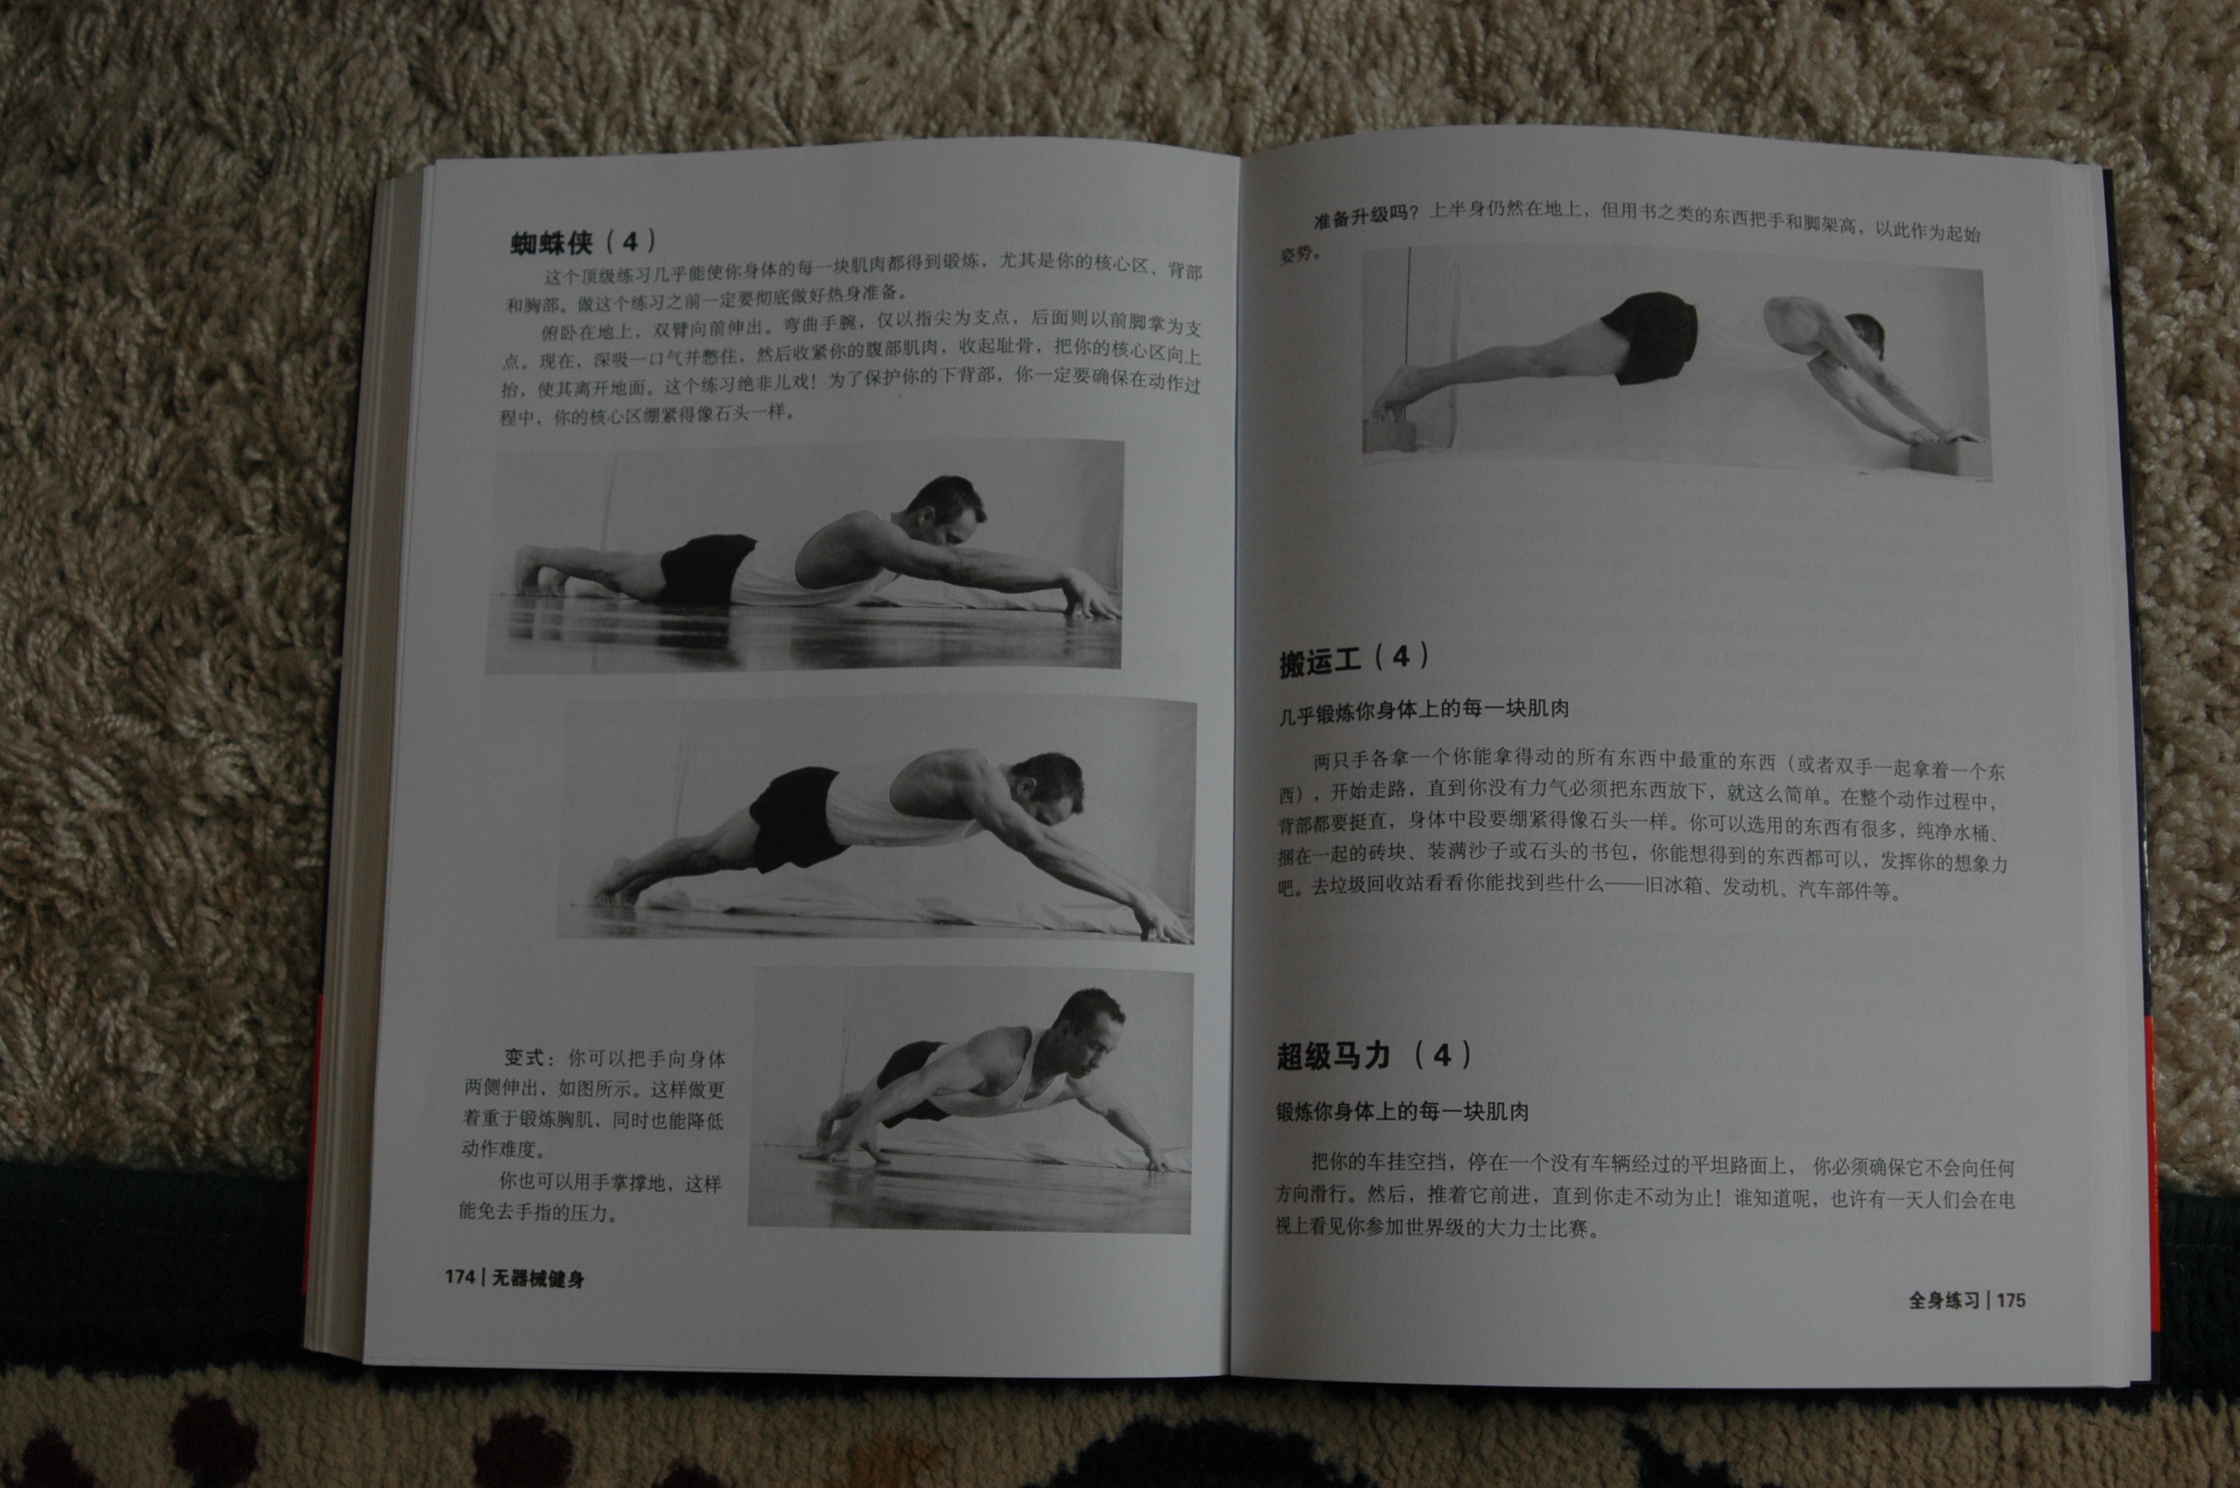 蜘蛛侠（4）
这个顶级练习几乎能使你身体的每一块肌肉都得到锻炼，尤其是你的核心区、背部
和胸部。做这个练习之前一定要彻底做好热身准备。
俯卧在地上，双臂向前伸出。弯曲手腕，仅以指尖为支点，后面则以前脚掌为支
点。现在，深吸一口气并憋住，然后收紧你的腹部肌肉，收起耻骨，把你的核心区向上
抬，使其离开地面。这个练习绝非儿戏！为了保护你的下背部，你一定要确保在动作过
程中，你的核心区绷紧得像石头一样。
变式：你可以把手向身体
两侧伸出，如图所示。这样做更
着重于锻炼胸肌，同时也能降低
动作难度。
你也可以用手掌撑地，这样
能免去手指的压力。
174 | 无器械健身
准备升级吗？上半身仍然在地上，但用书之类的东西把手和脚架高，以此作为起始
姿势。
搬运工（4）
几乎锻炼你身体上的每一块肌肉
两只手各拿一个你能拿得动的所有东西中最重的东西（或者双手一起拿着一个东
西），开始走路，直到你没有力气必须把东西放下，就这么简单。在整个动作过程中，
背部都要挺直，身体中段要绷紧得像石头一样。你可以选用的东西有很多，纯净水桶、
捆在一起的砖块、装满沙子或石头的书包，你能想得到的东西都可以，发挥你的想象力
吧。去垃圾回收站看看你能找到些什么——旧冰箱、发动机、汽车部件等。
超级马力（4）
锻炼你身体上的每一块肌肉
把你的车挂空挡，停在一个没有车辆经过的平坦路面上，你必须确保它不会向任何
方向滑行。然后，推着它前进，直到你走不动为止！谁知道呢，也许有一天人们会在电
视上看见你参加世界级的大力士比赛。
全身练习 | 175